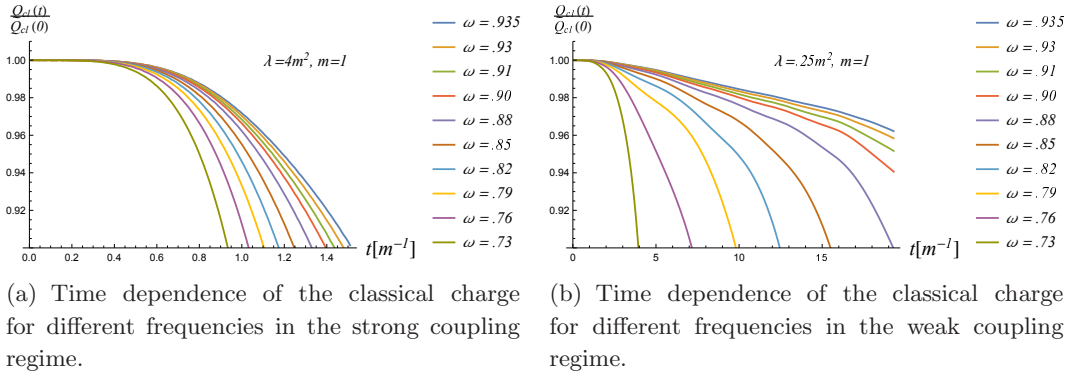 Q_cl(t)
Q_cl(0)
λ=4m², m=1
1.00
0.98
0.96
0.94
0.92
0.0 0.2 0.4 0.6 0.8 1.0 1.2 1.4
t[m⁻¹]
ω = .935
ω = .93
ω = .91
ω = .90
ω = .88
ω = .85
ω = .82
ω = .79
ω = .76
ω = .73
Q_cl(t)
Q_cl(0)
λ=.25m², m=1
1.00
0.98
0.96
0.94
0.92
0 5 10 15
t[m⁻¹]
ω = .935
ω = .93
ω = .91
ω = .90
ω = .88
ω = .85
ω = .82
ω = .79
ω = .76
ω = .73
(a) Time dependence of the classical charge
for different frequencies in the strong coupling
regime.
(b) Time dependence of the classical charge
for different frequencies in the weak coupling
regime.